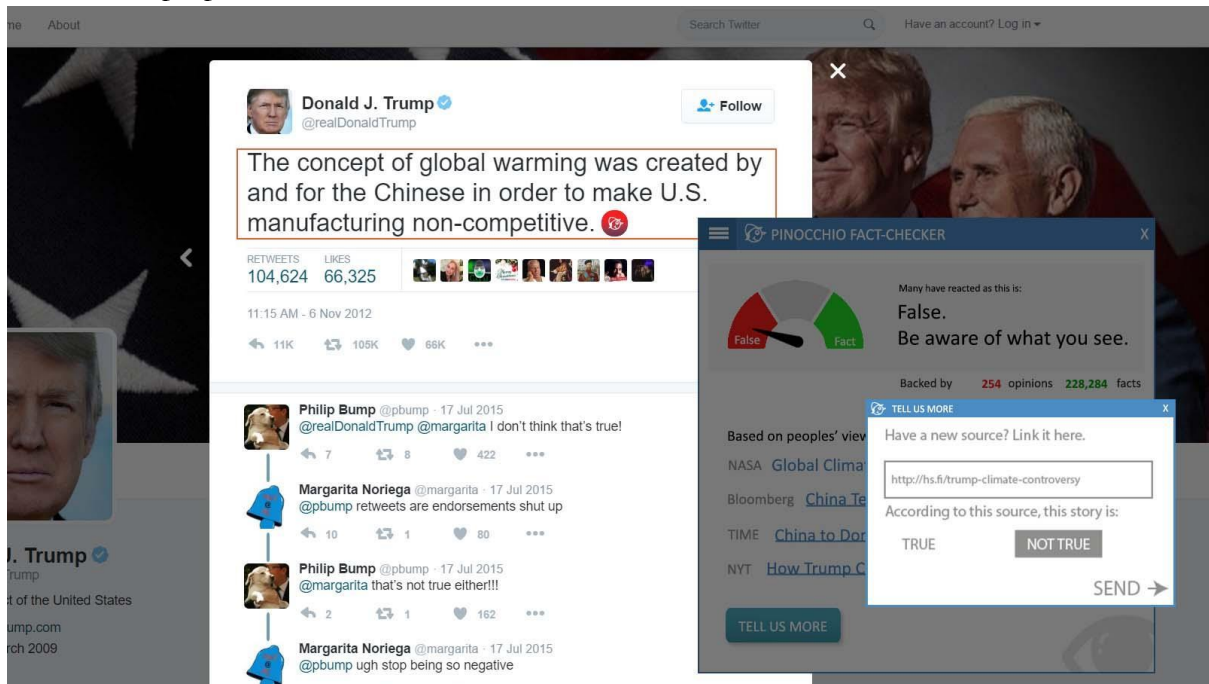 me About
Search Twitter
Have an account? Log in
Donald J. Trump
@realDonaldTrump
Follow
The concept of global warming was created by
and for the Chinese in order to make U.S.
manufacturing non-competitive.
RETWEETS LIKES
104,624 66,325
11:15 AM - 6 Nov 2012
11K 105K 66K
Philip Bump @pbump · 17 Jul 2015
@realDonaldTrump @margarita I don't think that's true!
7 8 422
Margarita Noriega @margarita · 17 Jul 2015
@pbump retweets are endorsements shut up
10 1 80
Philip Bump @pbump · 17 Jul 2015
@margarita that's not true either!!!
2 1 162
Margarita Noriega @margarita · 17 Jul 2015
@pbump ugh stop being so negative
J. Trump
Trump
t of the United States
ump.com
rch 2009
PINOCCHIO FACT-CHECKER X
False Fact
Many have reacted as this is:
False.
Be aware of what you see.
Backed by 254 opinions 228,284 facts
Based on peoples' view
NASA Global Clima
Bloomberg China Te
TIME China to Dor
NYT How Trump C
TELL US MORE
TELL US MORE X
Have a new source? Link it here.
http://hs.fi/trump-climate-controversy
According to this source, this story is:
TRUE NOT TRUE
SEND